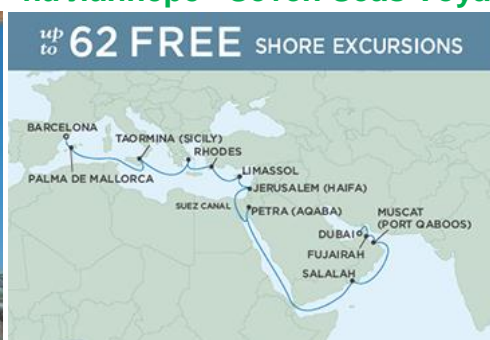 up to 62 FREE SHORE EXCURSIONS
BARCELONA
TAORMINA (SICILY)
RHODES
PALMA DE MALLORCA
LIMASSOL
JERUSALEM (HAIFA)
SUEZ CANAL
PETRA (AQABA)
MUSCAT
(PORT QABOOS)
DUBAI
FUJAIRAH
SALALAH